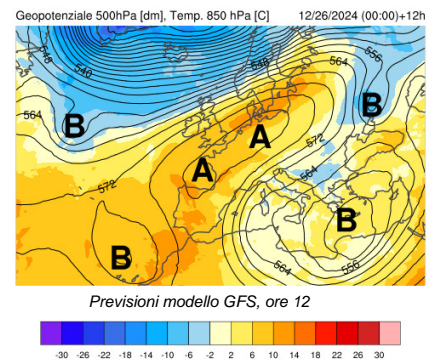 Geopotenziale 500hPa [dm], Temp. 850 hPa [C] 12/26/2024 (00:00)+12h
548 540 548 564 556
564 B B
572
A A
572 564
B B
564 556
Previsioni modello GFS, ore 12
-30 -26 -22 -18 -14 -10 -6 -2 2 6 10 14 18 22 26 30